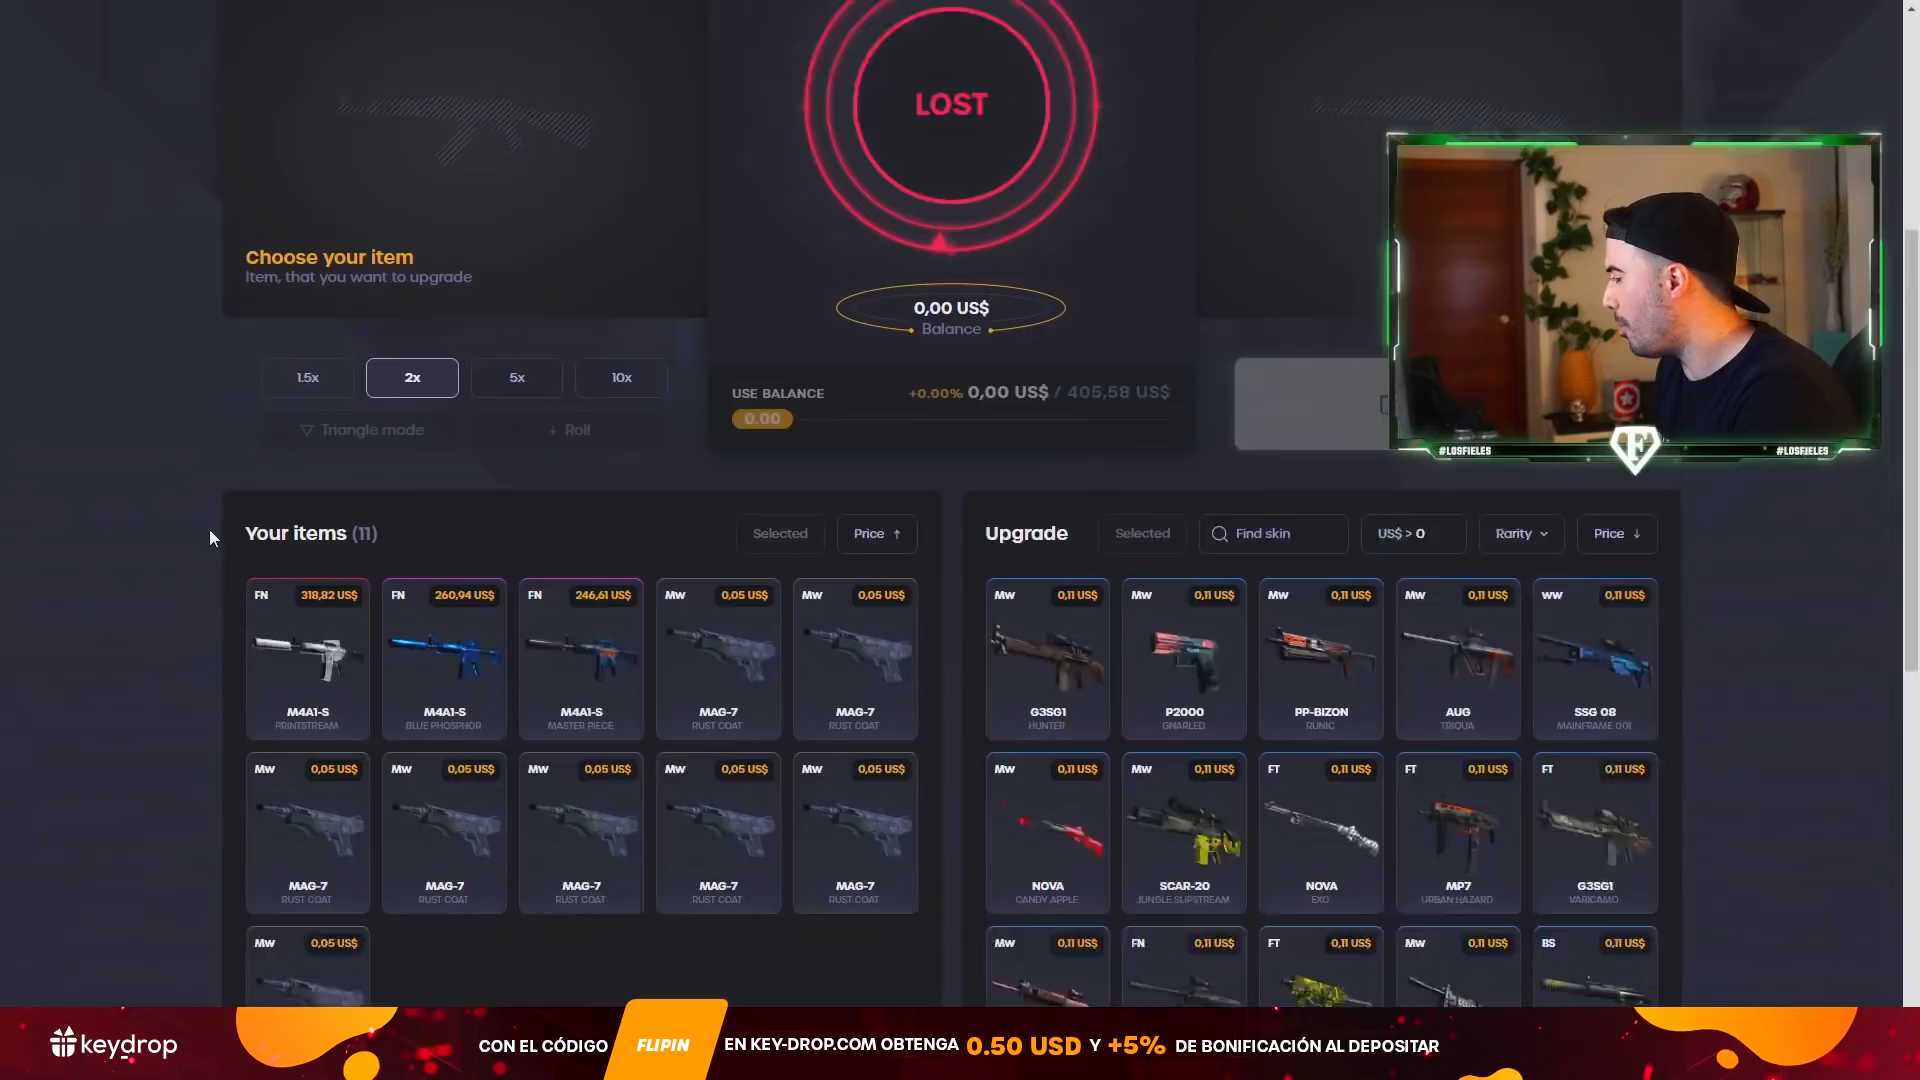 LOST
Choose your item
Item, that you want to upgrade
0,00 US$
Balance
1.5x
2x
5x
10x
Triangle mode
Roll
USE BALANCE
+0.00% 0,00 US$ / 405,58 US$
0.00
#LOSFIELES
F
#LOSFIELES
Your items (11)
Selected
Price ↑
Upgrade
Selected
Find skin
US$ > 0
Rarity
Price ↓
FN 318,82 US$
FN 260,94 US$
FN 246,61 US$
MW 0,05 US$
MW 0,05 US$
M4A1-S
PRINTSTREAM
M4A1-S
BLUE PHOSPHOR
M4A1-S
MASTER PIECE
MAG-7
RUST COAT
MAG-7
RUST COAT
MW 0,11 US$
MW 0,11 US$
MW 0,11 US$
MW 0,11 US$
WW 0,11 US$
G3SG1
HUNTER
P2000
GNARLED
PP-BIZON
RUNIC
AUG
TRIQUA
SSG 08
MAINFRAME 001
MW 0,05 US$
MW 0,05 US$
MW 0,05 US$
MW 0,05 US$
MW 0,05 US$
MAG-7
RUST COAT
MAG-7
RUST COAT
MAG-7
RUST COAT
MAG-7
RUST COAT
MAG-7
RUST COAT
MW 0,11 US$
MW 0,11 US$
FT 0,11 US$
FT 0,11 US$
FT 0,11 US$
NOVA
CANDY APPLE
SCAR-20
JUNGLE SLIPSTREAM
NOVA
EXO
MP7
URBAN HAZARD
G3SG1
VARICAMO
MW 0,05 US$
MW 0,11 US$
FN 0,11 US$
FT 0,11 US$
MW 0,11 US$
BS 0,11 US$
keydrop
CON EL CÓDIGO FLIPIN EN KEY-DROP.COM OBTENGA 0.50 USD Y +5% DE BONIFICACIÓN AL DEPOSITAR